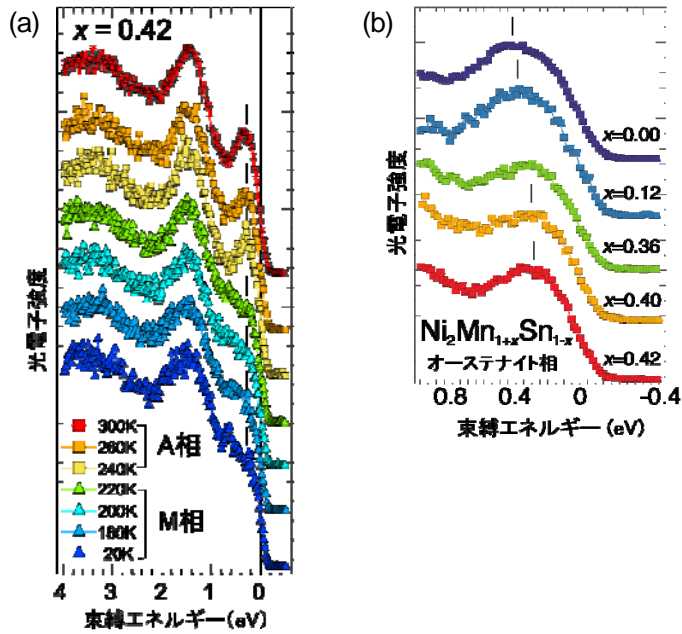 (a)
x = 0.42
光電子強度
300K
260K
240K
A相
220K
200K
180K
20K
M相
4 3 2 1 0
束縛エネルギー(eV)
(b)
光電子強度
x=0.00
x=0.12
x=0.36
x=0.40
x=0.42
Ni2Mn1+xSn1-x
オーステナイト相
0.8 0.4 0 -0.4
束縛エネルギー (eV)